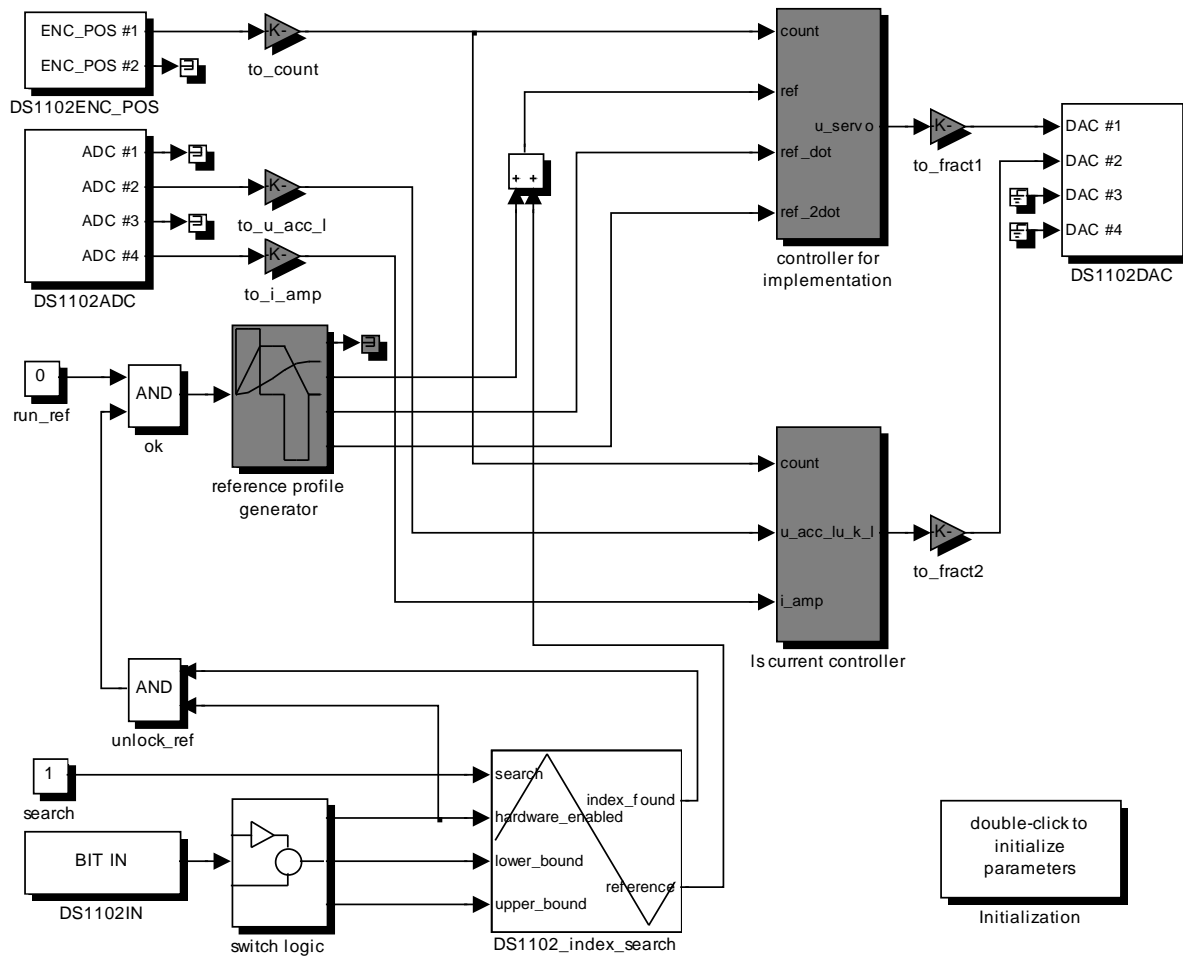 ENC_POS #1
ENC_POS #2
DS1102ENC_POS
K-
to_count
ADC #1
ADC #2
ADC #3
ADC #4
DS1102ADC
K-
to_u_acc_l
K-
to_i_amp
+ +
count
ref
ref_dot
ref_2dot
u_servo
controller for
implementation
K-
to_fract1
DAC #1
DAC #2
DAC #3
DAC #4
DS1102DAC
0
run_ref
AND
ok
reference profile
generator
count
u_acc_lu_k_l
i_amp
ls current controller
K-
to_fract2
AND
unlock_ref
1
search
BIT IN
DS1102IN
switch logic
search
hardware_enabled
lower_bound
upper_bound
index_found
reference
DS1102_index_search
double-click to
initialize
parameters
Initialization